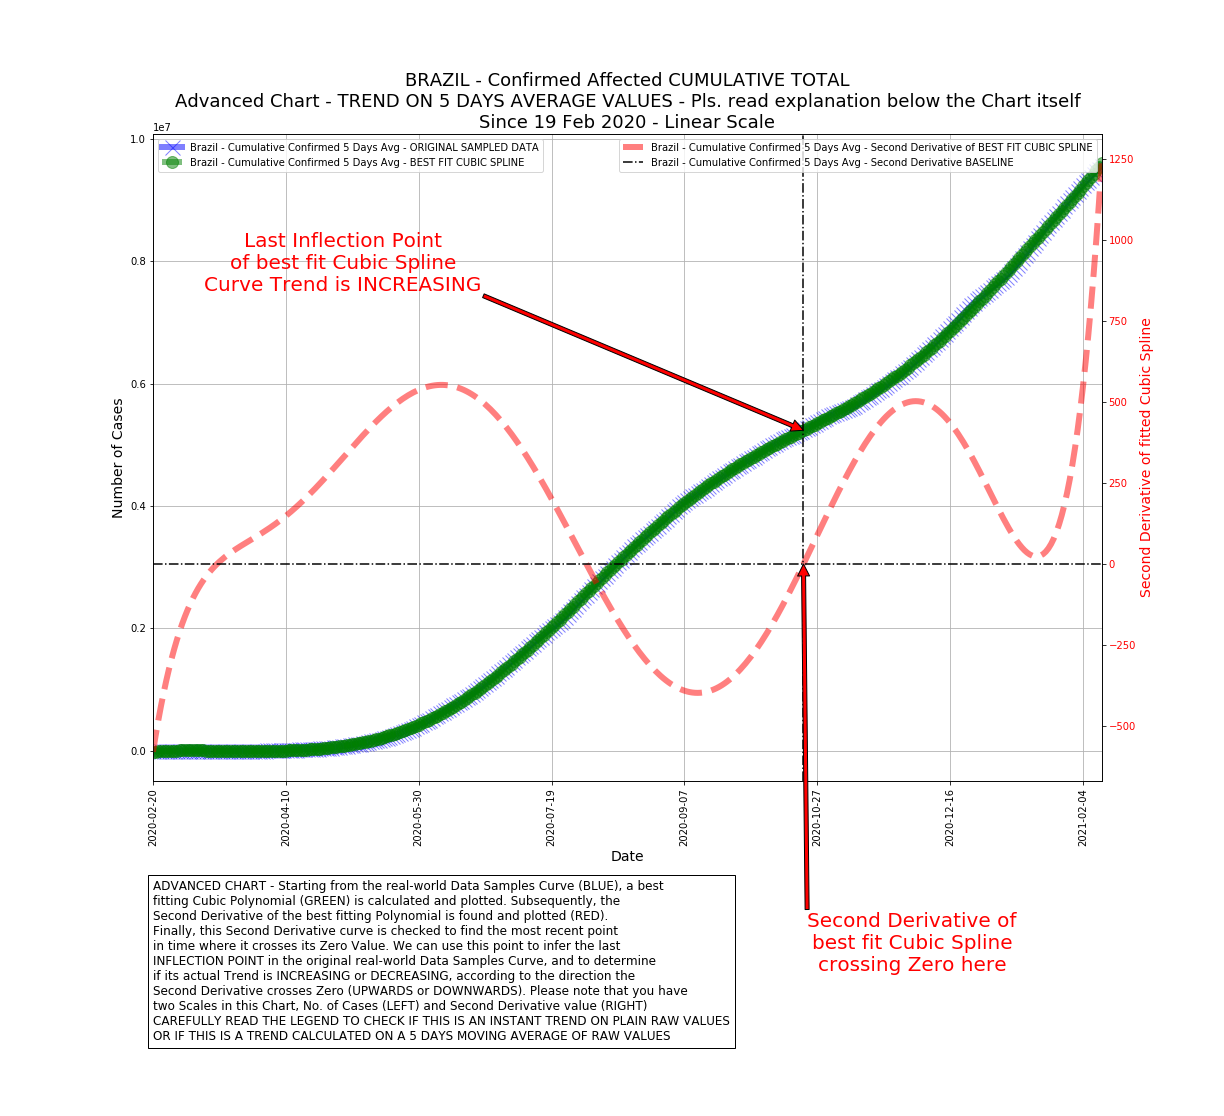 BRAZIL - Confirmed Affected CUMULATIVE TOTAL
Advanced Chart - TREND ON 5 DAYS AVERAGE VALUES - Pls. read explanation below the Chart itself
Since 19 Feb 2020 - Linear Scale
1e7
Brazil - Cumulative Confirmed 5 Days Avg - ORIGINAL SAMPLED DATA
Brazil - Cumulative Confirmed 5 Days Avg - BEST FIT CUBIC SPLINE
Brazil - Cumulative Confirmed 5 Days Avg - Second Derivative of BEST FIT CUBIC SPLINE
Brazil - Cumulative Confirmed 5 Days Avg - Second Derivative BASELINE
Last Inflection Point
of best fit Cubic Spline
Curve Trend is INCREASING
Number of Cases
1.0
0.8
0.6
0.4
0.2
0.0
1250
1000
750
500
250
0
−250
−500
Second Derivative of fitted Cubic Spline
2020-02-20
2020-04-10
2020-05-30
2020-07-19
2020-09-07
2020-10-27
2020-12-16
2021-02-04
Date
ADVANCED CHART - Starting from the real-world Data Samples Curve (BLUE), a best
fitting Cubic Polynomial (GREEN) is calculated and plotted. Subsequently, the
Second Derivative of the best fitting Polynomial is found and plotted (RED).
Finally, this Second Derivative curve is checked to find the most recent point
in time where it crosses its Zero Value. We can use this point to infer the last
INFLECTION POINT in the original real-world Data Samples Curve, and to determine
if its actual Trend is INCREASING or DECREASING, according to the direction the
Second Derivative crosses Zero (UPWARDS or DOWNWARDS). Please note that you have
two Scales in this Chart, No. of Cases (LEFT) and Second Derivative value (RIGHT)
CAREFULLY READ THE LEGEND TO CHECK IF THIS IS AN INSTANT TREND ON PLAIN RAW VALUES
OR IF THIS IS A TREND CALCULATED ON A 5 DAYS MOVING AVERAGE OF RAW VALUES
Second Derivative of
best fit Cubic Spline
crossing Zero here